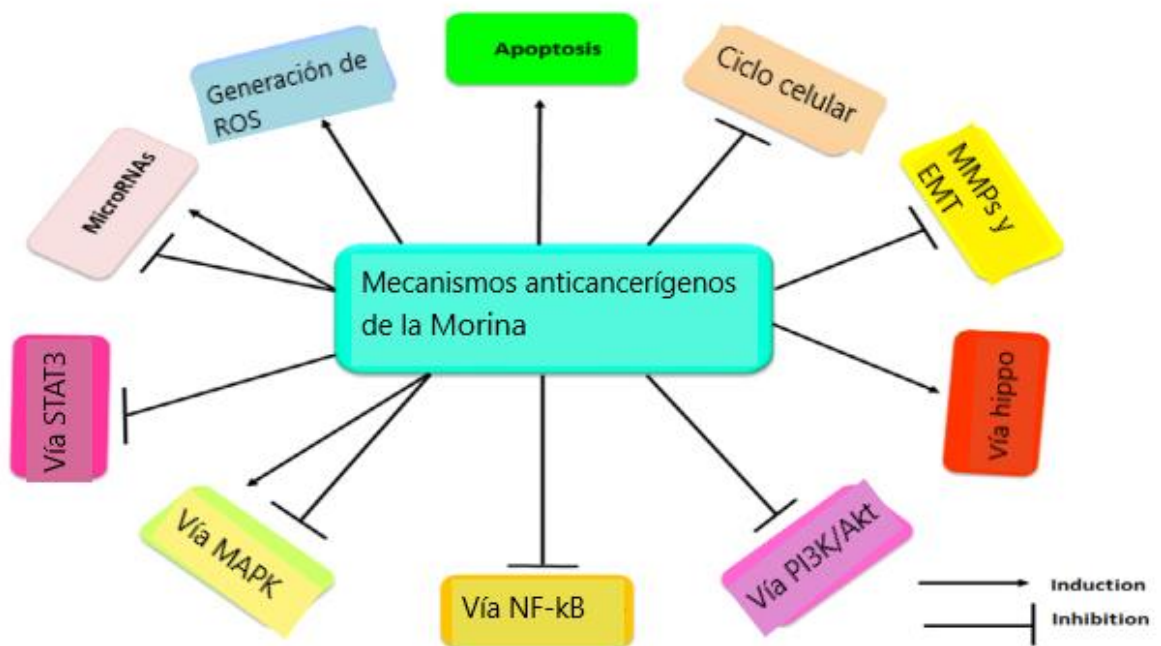 Apoptosis
Generación de
ROS
Ciclo celular
MicroRNAs
MMPs y
EMT
Mecanismos anticancerígenos
de la Morina
Vía STAT3
Vía hippo
Vía MAPK
Vía NF-kB
Vía PI3K/Akt
Induction
Inhibition